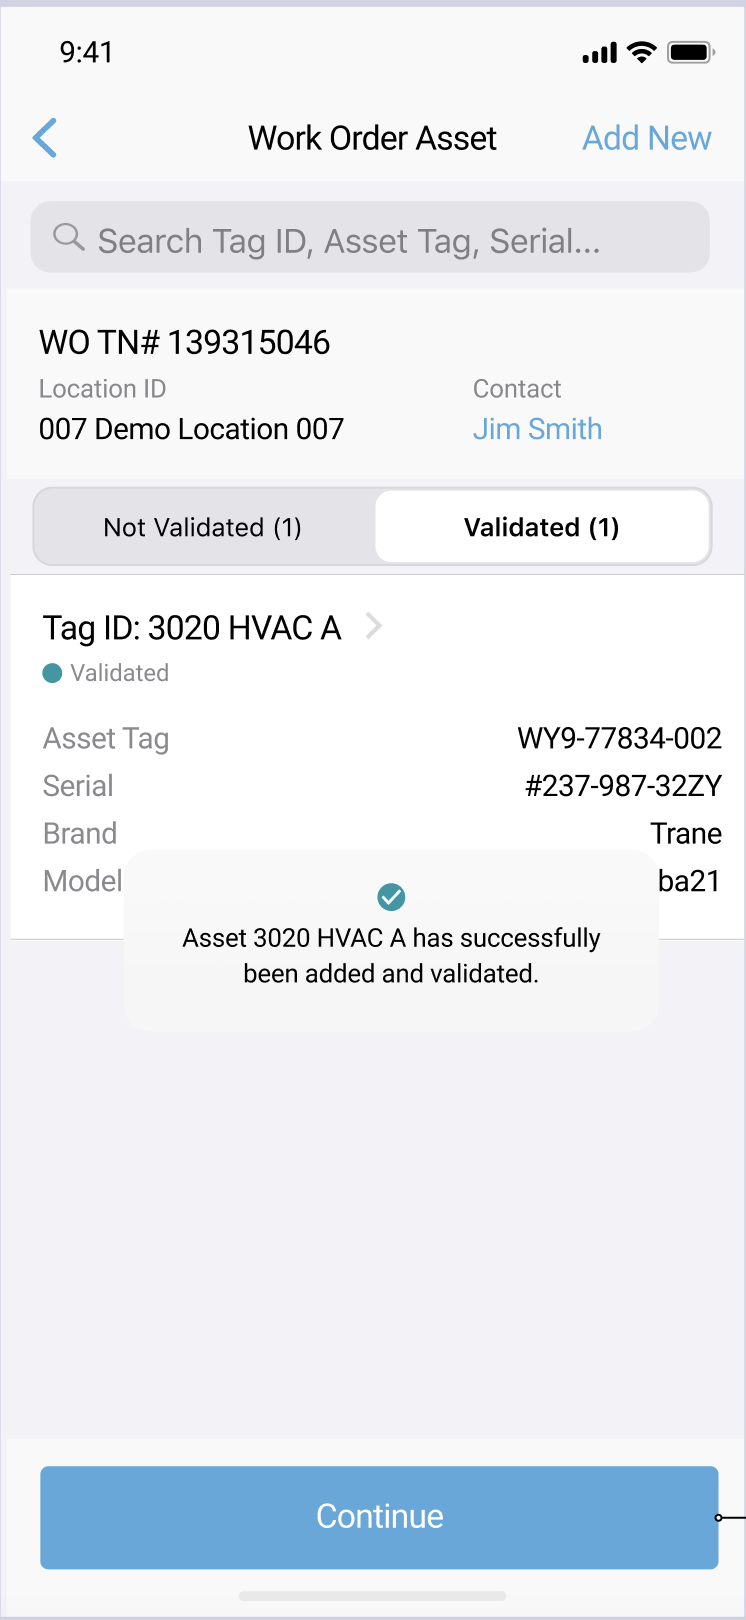 9:41
Work Order Asset Add New
Search Tag ID, Asset Tag, Serial...
WO TN# 139315046
Location ID Contact
007 Demo Location 007 Jim Smith
Not Validated (1) Validated (1)
Tag ID: 3020 HVAC A
Validated
Asset Tag WY9-77834-002
Serial #237-987-32ZY
Brand Trane
Model ba21
Asset 3020 HVAC A has successfully
been added and validated.
Continue